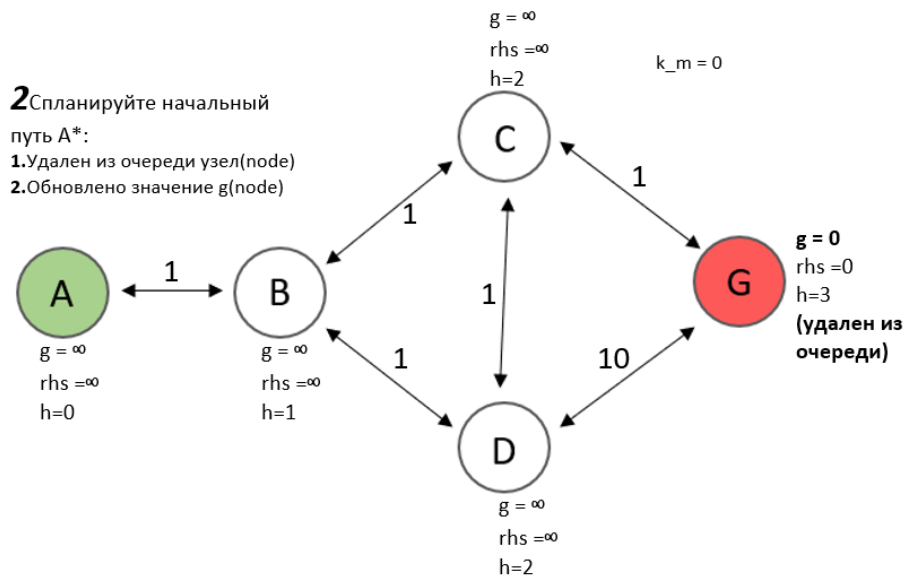 g = ∞
rhs =∞
h=2
k_m = 0
2Спланируйте начальный
путь A*:
1.Удален из очереди узел(node)
2.Обновлено значение g(node)
C
1
1
A
1
B
1
G
g = 0
rhs =0
h=3
(удален из
очереди)
g = ∞
rhs =∞
h=0
g = ∞
rhs =∞
h=1
1
10
D
g = ∞
rhs =∞
h=2